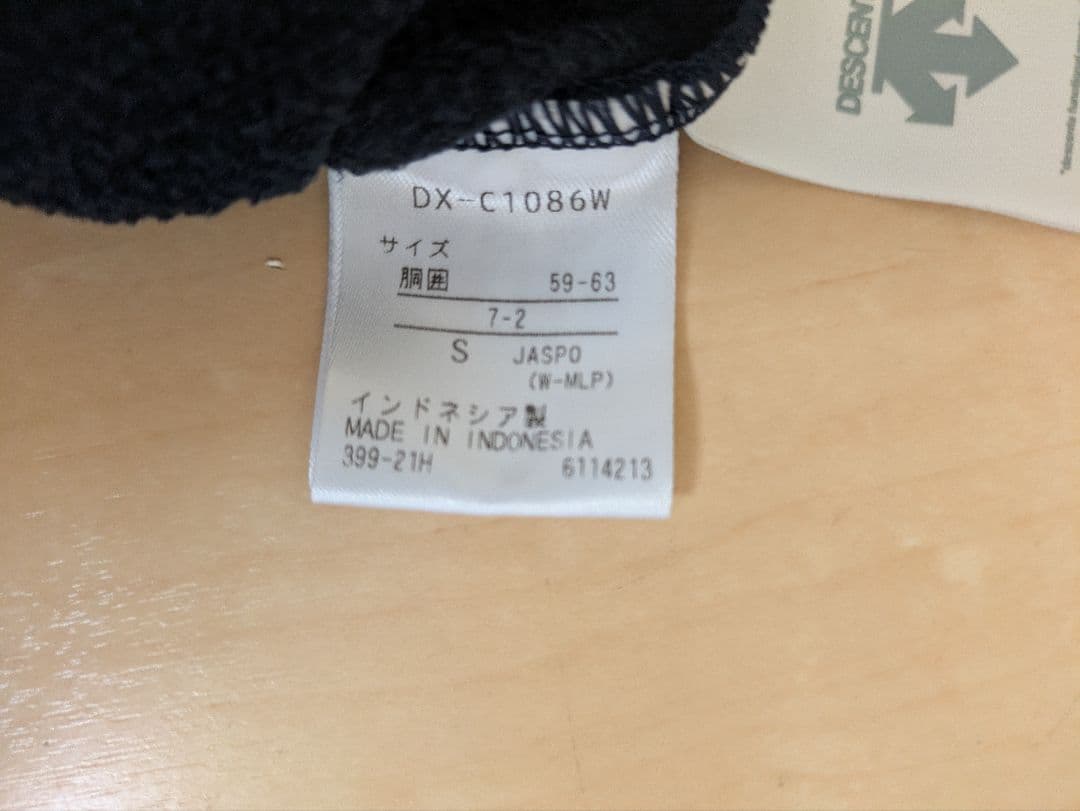 DX-C1086W
サイズ
胴囲 59-63
7-2
S JASPO
(W-MLP)
インドネシア製
MADE IN INDONESIA
399-21H 6114213
DESCEN